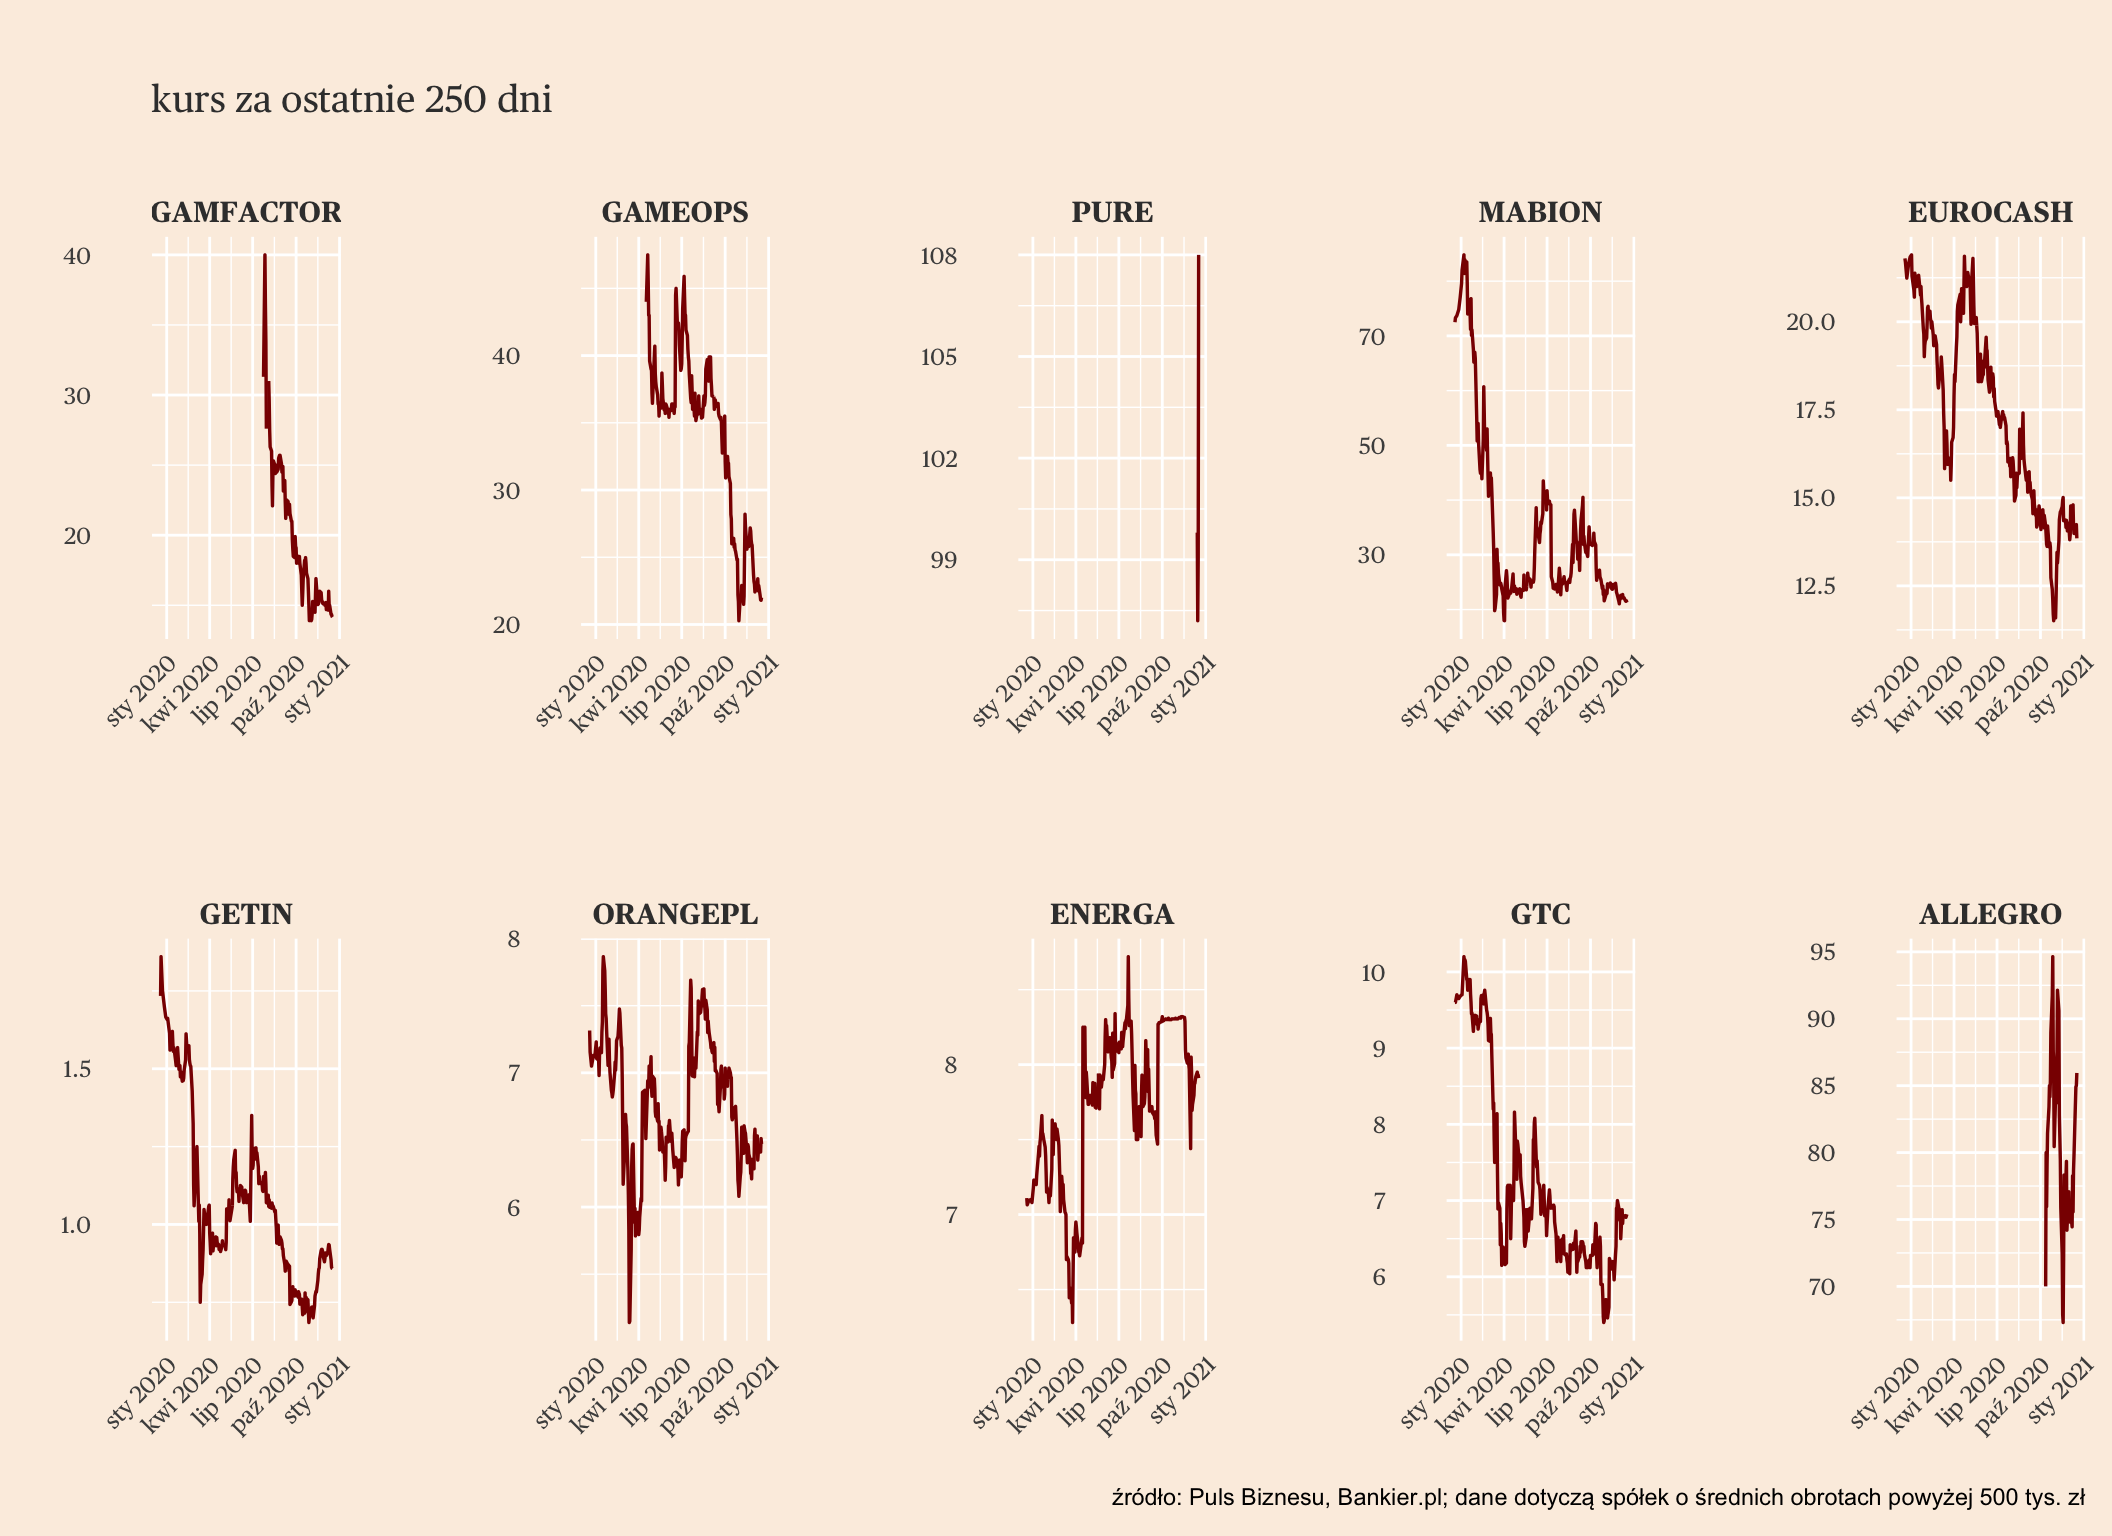 kurs za ostatnie 250 dni
GAMFACTOR
40
30
20
sty 2020
kwi 2020
lip 2020
paź 2020
sty 2021
GAMEOPS
40
30
20
sty 2020
kwi 2020
lip 2020
paź 2020
sty 2021
PURE
108
105
102
99
sty 2020
kwi 2020
lip 2020
paź 2020
sty 2021
MABION
70
50
30
sty 2020
kwi 2020
lip 2020
paź 2020
sty 2021
EUROCASH
20.0
17.5
15.0
12.5
sty 2020
kwi 2020
lip 2020
paź 2020
sty 2021
GETIN
1.5
1.0
sty 2020
kwi 2020
lip 2020
paź 2020
sty 2021
ORANGEPL
8
7
6
sty 2020
kwi 2020
lip 2020
paź 2020
sty 2021
ENERGA
8
7
sty 2020
kwi 2020
lip 2020
paź 2020
sty 2021
GTC
10
9
8
7
6
sty 2020
kwi 2020
lip 2020
paź 2020
sty 2021
ALLEGRO
95
90
85
80
75
70
sty 2020
kwi 2020
lip 2020
paź 2020
sty 2021
źródło: Puls Biznesu, Bankier.pl; dane dotyczą spółek o średnich obrotach powyżej 500 tys. zł